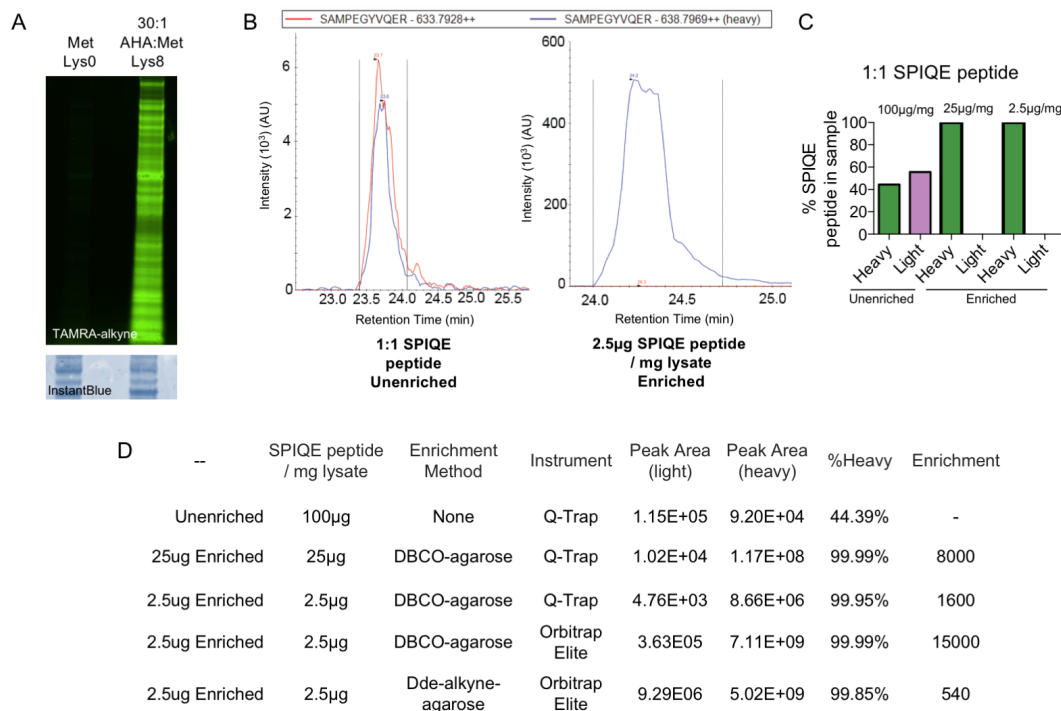 A
Met
Lys0
30:1
AHA:Met
Lys8
TAMRA-alkyne
InstantBlue
B
SAMPEGYVQER - 633.7928++
SAMPEGYVQER - 638.7969++ (heavy)
Intensity (10³) (AU)
6
4
2
0
23.7
23.8
23.0
23.5
24.0
24.5
25.0
25.5
Retention Time (min)
1:1 SPIQE
peptide
Unenriched
Intensity (10³) (AU)
600
400
200
0
24.2
24.3
24.0
24.5
25.0
Retention Time (min)
2.5µg SPIQE peptide
/ mg lysate
Enriched
C
1:1 SPIQE peptide
100µg/mg 25µg/mg 2.5µg/mg
% SPIQE
peptide in sample
100
80
60
40
20
0
Heavy
Light
Heavy
Light
Heavy
Light
Unenriched
Enriched
D
-- SPIQE peptide / mg lysate Enrichment Method Instrument Peak Area (light) Peak Area (heavy) %Heavy Enrichment
Unenriched 100µg None Q-Trap 1.15E+05 9.20E+04 44.39% -
25ug Enriched 25µg DBCO-agarose Q-Trap 1.02E+04 1.17E+08 99.99% 8000
2.5ug Enriched 2.5µg DBCO-agarose Q-Trap 4.76E+03 8.66E+06 99.95% 1600
2.5ug Enriched 2.5µg DBCO-agarose Orbitrap Elite 3.63E05 7.11E+09 99.99% 15000
2.5ug Enriched 2.5µg Dde-alkyne-agarose Orbitrap Elite 9.29E06 5.02E+09 99.85% 540